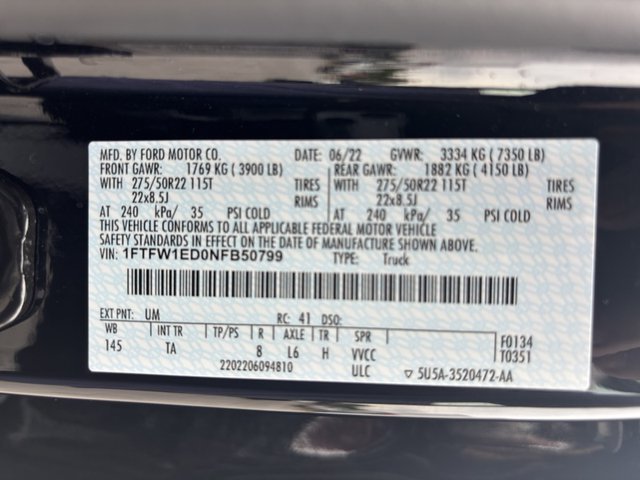 MFD. BY FORD MOTOR CO. DATE: 06/22 GVWR: 3334 KG ( 7350 LB)
FRONT GAWR: 1769 KG ( 3900 LB) REAR GAWR: 1882 KG ( 4150 LB)
WITH 275/50R22 115T TIRES WITH 275/50R22 115T TIRES
22x8.5J RIMS 22x8.5J RIMS
AT 240 kPa/ 35 PSI COLD AT 240 kPa/ 35 PSI COLD
THIS VEHICLE CONFORMS TO ALL APPLICABLE FEDERAL MOTOR VEHICLE
SAFETY STANDARDS IN EFFECT ON THE DATE OF MANUFACTURE SHOWN ABOVE.
VIN: 1FTFW1ED0NFB50799 TYPE: Truck
EXT PNT: UM RC: 41 DSO:
WB INT TR TP/PS R AXLE TR SPR F0134
145 TA 8 L6 H VVCC T0351
2202206094810 ULC ▽ 5U5A-3520472-AA